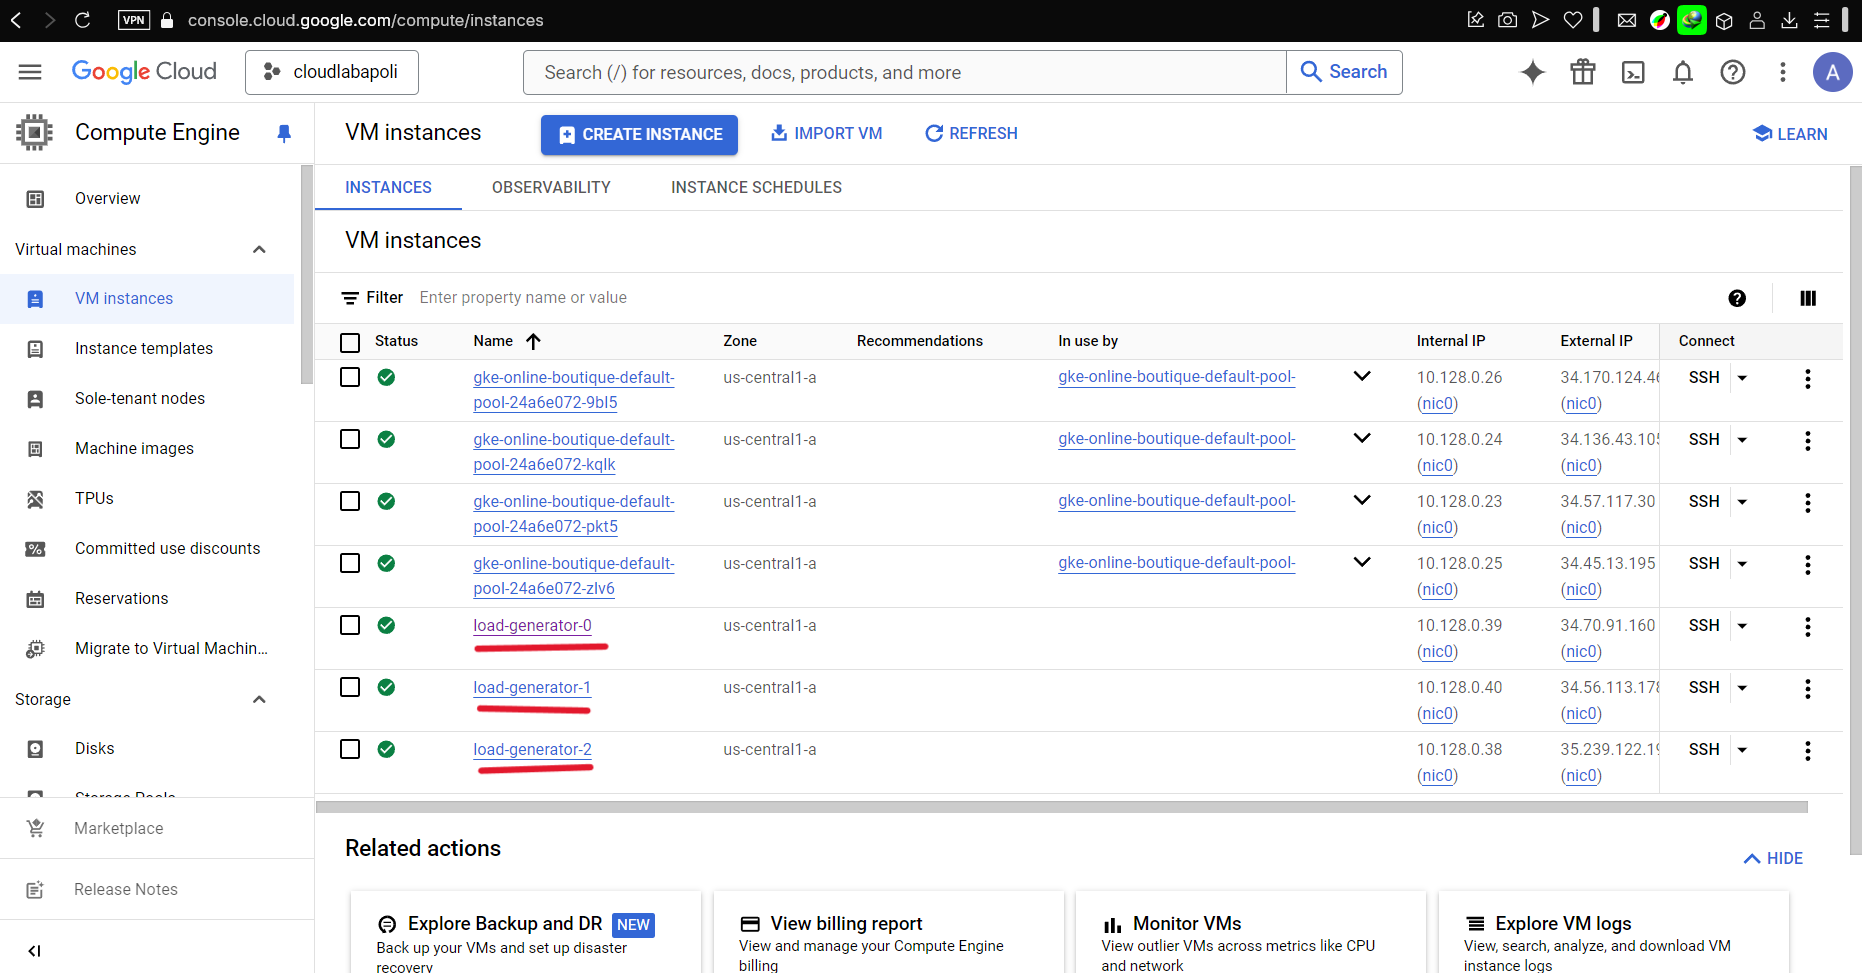 VPN console.cloud.google.com/compute/instances
Google Cloud cloudlabapoli Search (/) for resources, docs, products, and more Search A
Compute Engine
VM instances CREATE INSTANCE IMPORT VM REFRESH LEARN
Overview
Virtual machines
VM instances
Instance templates
Sole-tenant nodes
Machine images
TPUs
Committed use discounts
Reservations
Migrate to Virtual Machin...
Storage
Disks
Storage Pools
Marketplace
Release Notes
INSTANCES OBSERVABILITY INSTANCE SCHEDULES
VM instances
Filter Enter property name or value
Status Name Zone Recommendations In use by Internal IP External IP Connect
gke-online-boutique-default- us-central1-a gke-online-boutique-default-pool- 10.128.0.26 34.170.124.46 SSH
pool-24a6e072-9bl5 (nic0) (nic0)
gke-online-boutique-default- us-central1-a gke-online-boutique-default-pool- 10.128.0.24 34.136.43.105 SSH
pool-24a6e072-kqlk (nic0) (nic0)
gke-online-boutique-default- us-central1-a gke-online-boutique-default-pool- 10.128.0.23 34.57.117.30 SSH
pool-24a6e072-pkt5 (nic0) (nic0)
gke-online-boutique-default- us-central1-a gke-online-boutique-default-pool- 10.128.0.25 34.45.13.195 SSH
pool-24a6e072-zlv6 (nic0) (nic0)
load-generator-0 us-central1-a 10.128.0.39 34.70.91.160 SSH
(nic0) (nic0)
load-generator-1 us-central1-a 10.128.0.40 34.56.113.178 SSH
(nic0) (nic0)
load-generator-2 us-central1-a 10.128.0.38 35.239.122.19 SSH
(nic0) (nic0)
Related actions
HIDE
Explore Backup and DR NEW
Back up your VMs and set up disaster
recovery
View billing report
View and manage your Compute Engine
billing
Monitor VMs
View outlier VMs across metrics like CPU
and network
Explore VM logs
View, search, analyze, and download VM
instance logs